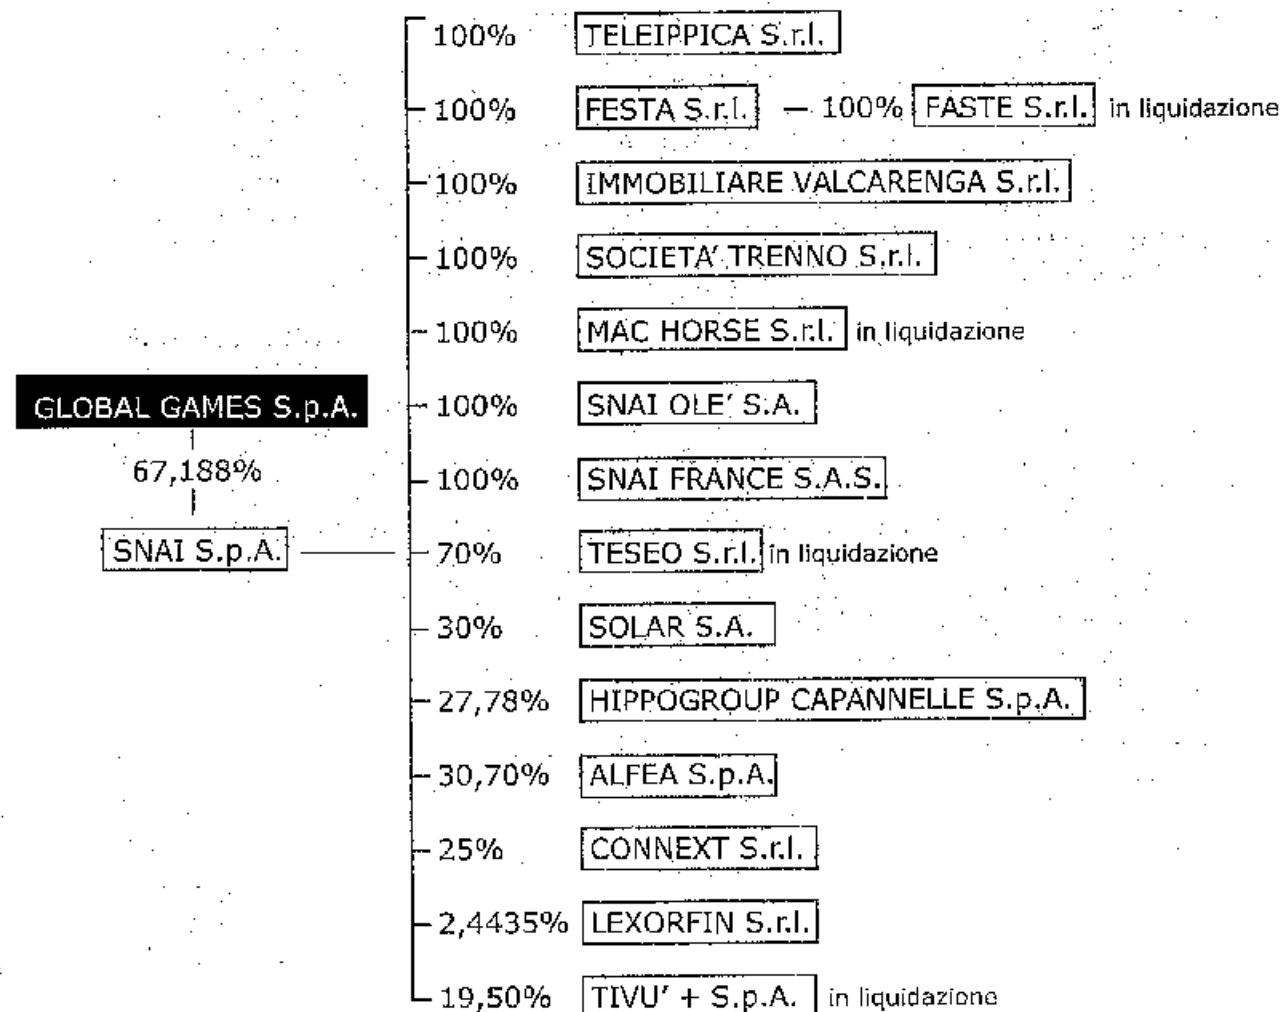 100% TELEIPPICA S.r.l.
100% FESTA S.r.l. — 100% FASTE S.r.l. in liquidazione
100% IMMOBILIARE VALCARENGA S.r.l.
100% SOCIETA' TRENNO S.r.l.
100% MAC HORSE S.r.l. in liquidazione
GLOBAL GAMES S.p.A. 100% SNAI OLE' S.A.
67,188% 100% SNAI FRANCE S.A.S.
SNAI S.p.A. 70% TESEO S.r.l. in liquidazione
30% SOLAR S.A.
27,78% HIPPOGROUP CAPANNELLE S.p.A.
30,70% ALFEA S.p.A.
25% CONNEXT S.r.l.
2,4435% LEXORFIN S.r.l.
19,50% TIVU' + S.p.A. in liquidazione